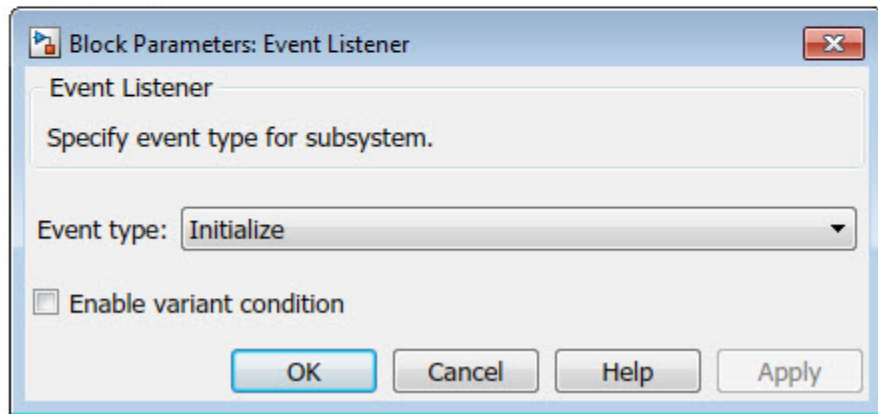 Block Parameters: Event Listener
Event Listener
Specify event type for subsystem.
Event type: Initialize
Enable variant condition
OK Cancel Help Apply